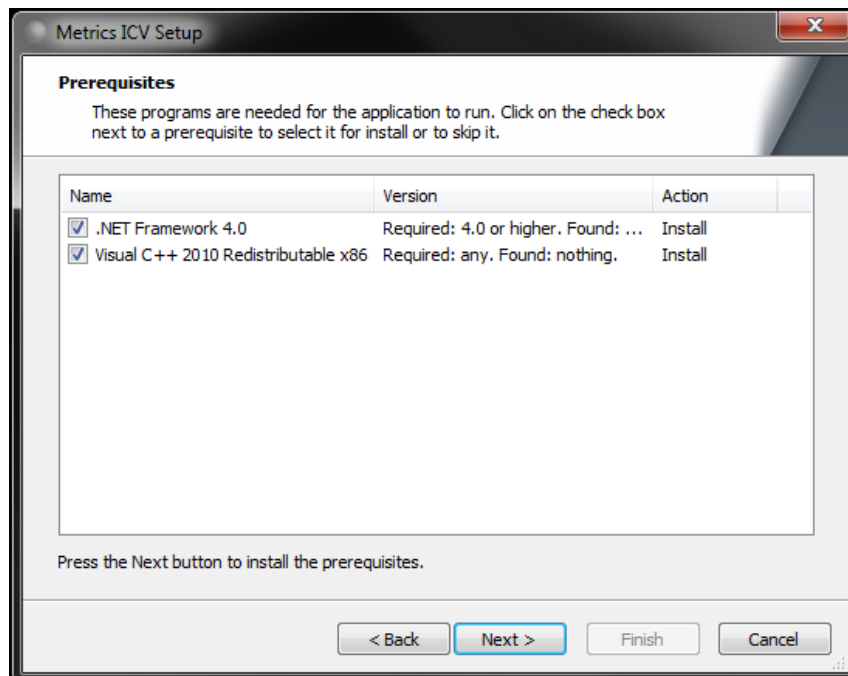 Metrics ICV Setup
Prerequisites
These programs are needed for the application to run. Click on the check box
next to a prerequisite to select it for install or to skip it.
Name Version Action
.NET Framework 4.0 Required: 4.0 or higher. Found: ... Install
Visual C++ 2010 Redistributable x86 Required: any. Found: nothing. Install
Press the Next button to install the prerequisites.
< Back Next > Finish Cancel